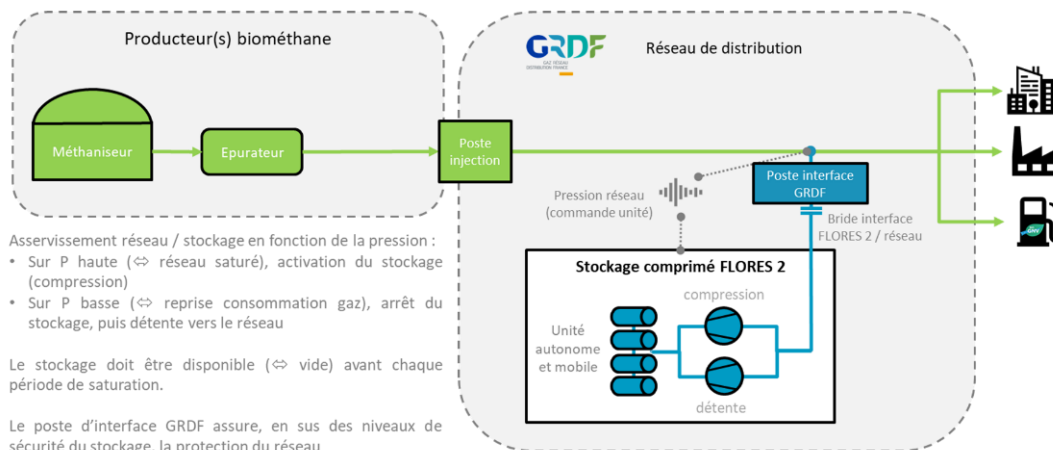 Producteur(s) biométhane
GRDF
GAZ RÉSEAU
DISTRIBUTION FRANCE
Réseau de distribution
Méthaniseur
Epurateur
Poste
injection
Poste interface
GRDF
Pression réseau
(commande unité)
Bride interface
FLORES 2 / réseau
GNV
Asservissement réseau / stockage en fonction de la pression :
• Sur P haute (⇔ réseau saturé), activation du stockage
(compression)
• Sur P basse (⇔ reprise consommation gaz), arrêt du
stockage, puis détente vers le réseau
Le stockage doit être disponible (⇔ vide) avant chaque
période de saturation.
Le poste d'interface GRDF assure, en sus des niveaux de
sécurité du stockage, la protection du réseau
Stockage comprimé FLORES 2
compression
Unité
autonome
et mobile
détente